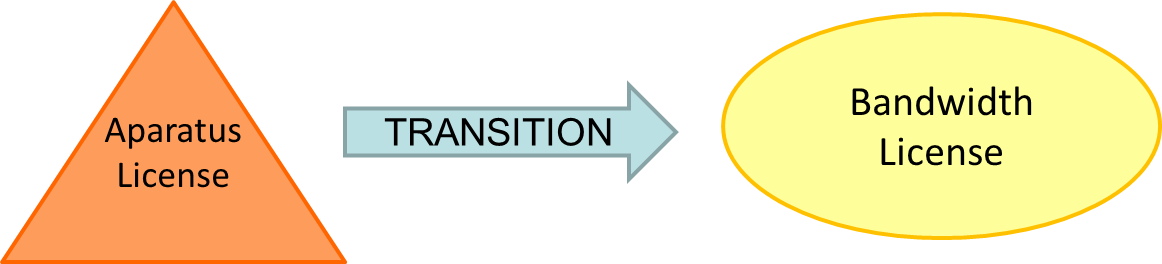 Aparatus
License
TRANSITION
Bandwidth
License